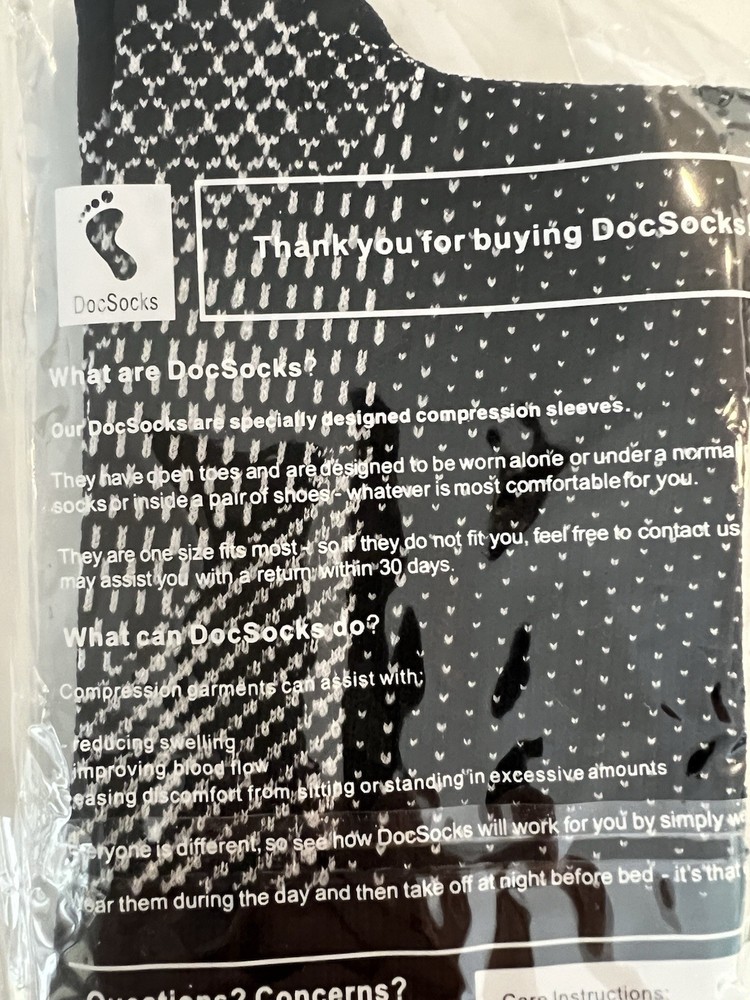 DocSocks
Thank you for buying DocSocks
What are DocSocks?
Our DocSocks are specially designed compression sleeves.
They have open toes and are designed to be worn alone or under a norma
socks or inside a pair of shoes - whatever is most comfortable for you.
They are one size fits most - so if they do not fit you, feel free to contact us
may assist you with a return within 30 days.
What can DocSocks do?
Compression garments can assist with;
- reducing swelling
improving blood flow
easing discomfort from sitting or standing in excessive amounts
Everyone is different, so see how DocSocks will work for you by simply we
ear them during the day and then take off at night before bed - it's that
Questions? Concerns?
Care Instructions: